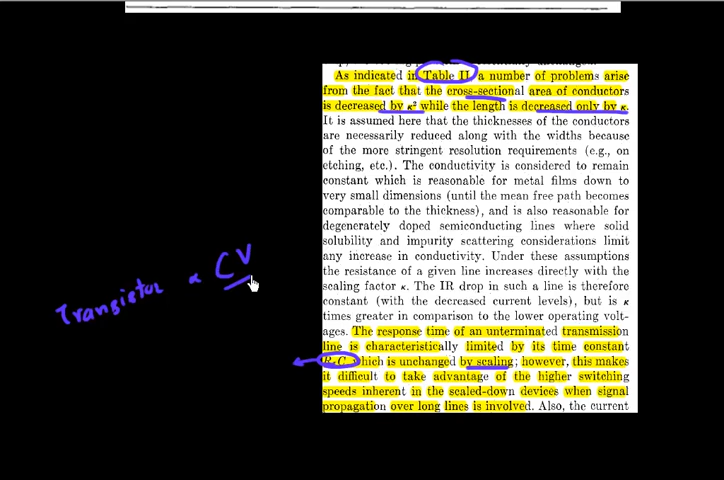 As indicated in Table II, a number of problems arise
from the fact that the cross-sectional area of conductors
is decreased by κ² while the length is decreased only by κ.
It is assumed here that the thicknesses of the conductors
are necessarily reduced along with the widths because
of the more stringent resolution requirements (e.g., on
etching, etc.). The conductivity is considered to remain
constant which is reasonable for metal films down to
very small dimensions (until the mean free path becomes
comparable to the thickness), and is also reasonable for
degenerately doped semiconducting lines where solid
solubility and impurity scattering considerations limit
any increase in conductivity. Under these assumptions
the resistance of a given line increases directly with the
scaling factor κ. The IR drop in such a line is therefore
constant (with the decreased current levels), but is κ
times greater in comparison to the lower operating volt-
ages. The response time of an unterminated transmission
line is characteristically limited by its time constant
which is unchanged by scaling; however, this makes
it difficult to take advantage of the higher switching
speeds inherent in the scaled-down devices when signal
propagation over long lines is involved. Also, the current
Transistor ∝ CV